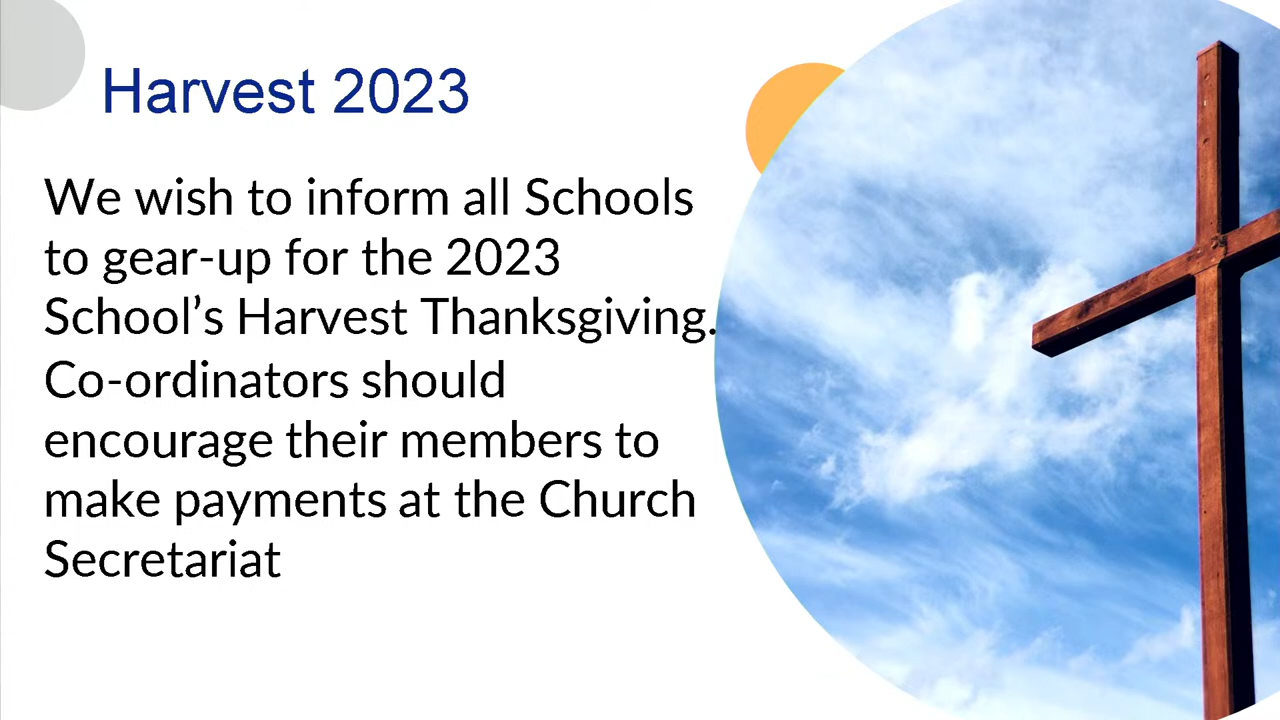 Harvest 2023
We wish to inform all Schools
to gear-up for the 2023
School’s Harvest Thanksgiving.
Co-ordinators should
encourage their members to
make payments at the Church
Secretariat